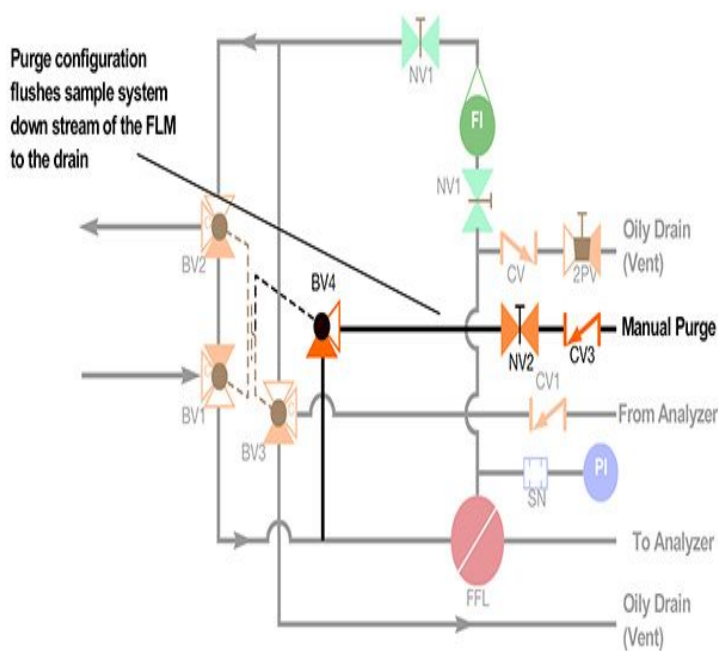 Purge configuration
flushes sample system
down stream of the FLM
to the drain
NV1
FI
NV1
Oily Drain
(Vent)
CV
2PV
BV2
BV4
Manual Purge
NV2
CV3
CV1
From Analyzer
BV1
BV3
SN
PI
To Analyzer
FFL
Oily Drain
(Vent)